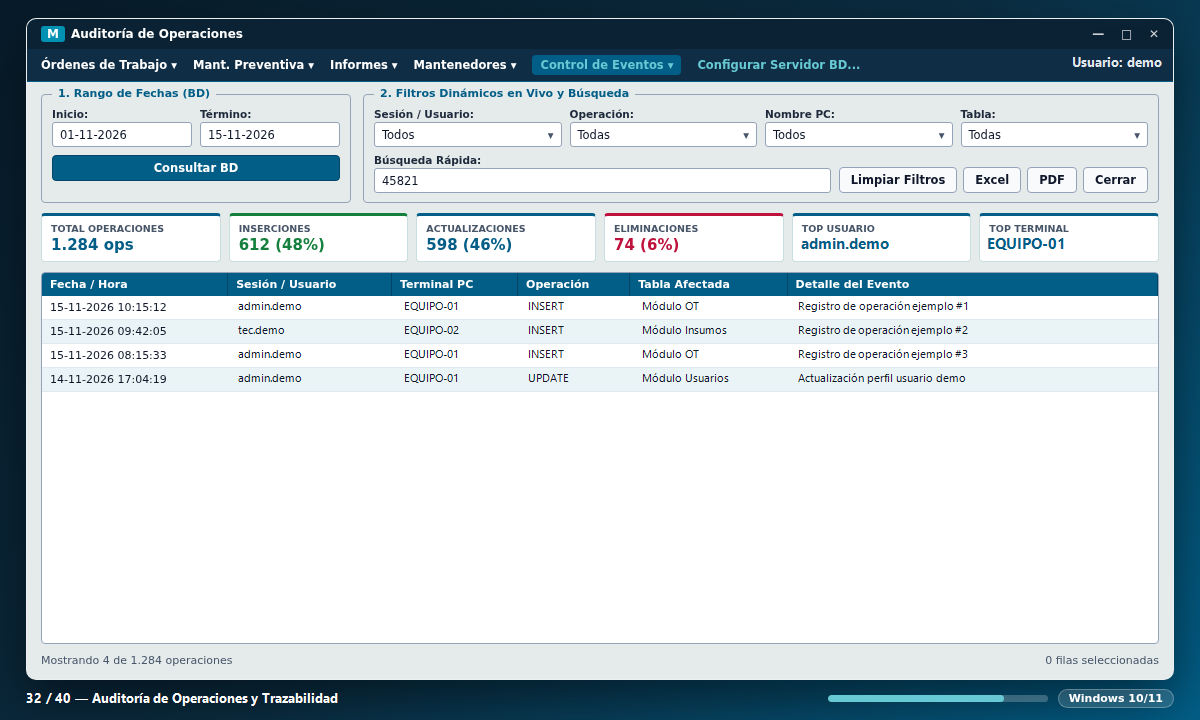 M Auditoría de Operaciones
Órdenes de Trabajo ▾ Mant. Preventiva ▾ Informes ▾ Mantenedores ▾ Control de Eventos ▾ Configurar Servidor BD... Usuario: demo
1. Rango de Fechas (BD)
Inicio: Término:
01-11-2026 15-11-2026
Consultar BD
2. Filtros Dinámicos en Vivo y Búsqueda
Sesión / Usuario: Operación: Nombre PC: Tabla:
Todos Todas Todos Todas
Búsqueda Rápida:
45821 Limpiar Filtros Excel PDF Cerrar
TOTAL OPERACIONES INSERCIONES ACTUALIZACIONES ELIMINACIONES TOP USUARIO TOP TERMINAL
1.284 ops 612 (48%) 598 (46%) 74 (6%) admin.demo EQUIPO-01
Fecha / Hora Sesión / Usuario Terminal PC Operación Tabla Afectada Detalle del Evento
15-11-2026 10:15:12 admin.demo EQUIPO-01 INSERT Módulo OT Registro de operación ejemplo #1
15-11-2026 09:42:05 tec.demo EQUIPO-02 INSERT Módulo Insumos Registro de operación ejemplo #2
15-11-2026 08:15:33 admin.demo EQUIPO-01 INSERT Módulo OT Registro de operación ejemplo #3
14-11-2026 17:04:19 admin.demo EQUIPO-01 UPDATE Módulo Usuarios Actualización perfil usuario demo
Mostrando 4 de 1.284 operaciones 0 filas seleccionadas
32 / 40 — Auditoría de Operaciones y Trazabilidad Windows 10/11